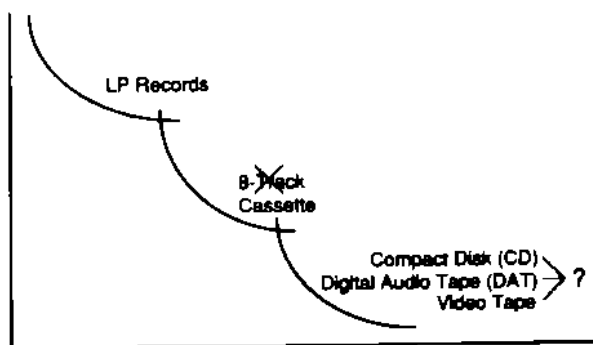 LP Records
8-Track
Cassette
Compact Disk (CD)
Digital Audio Tape (DAT)
Video Tape
?